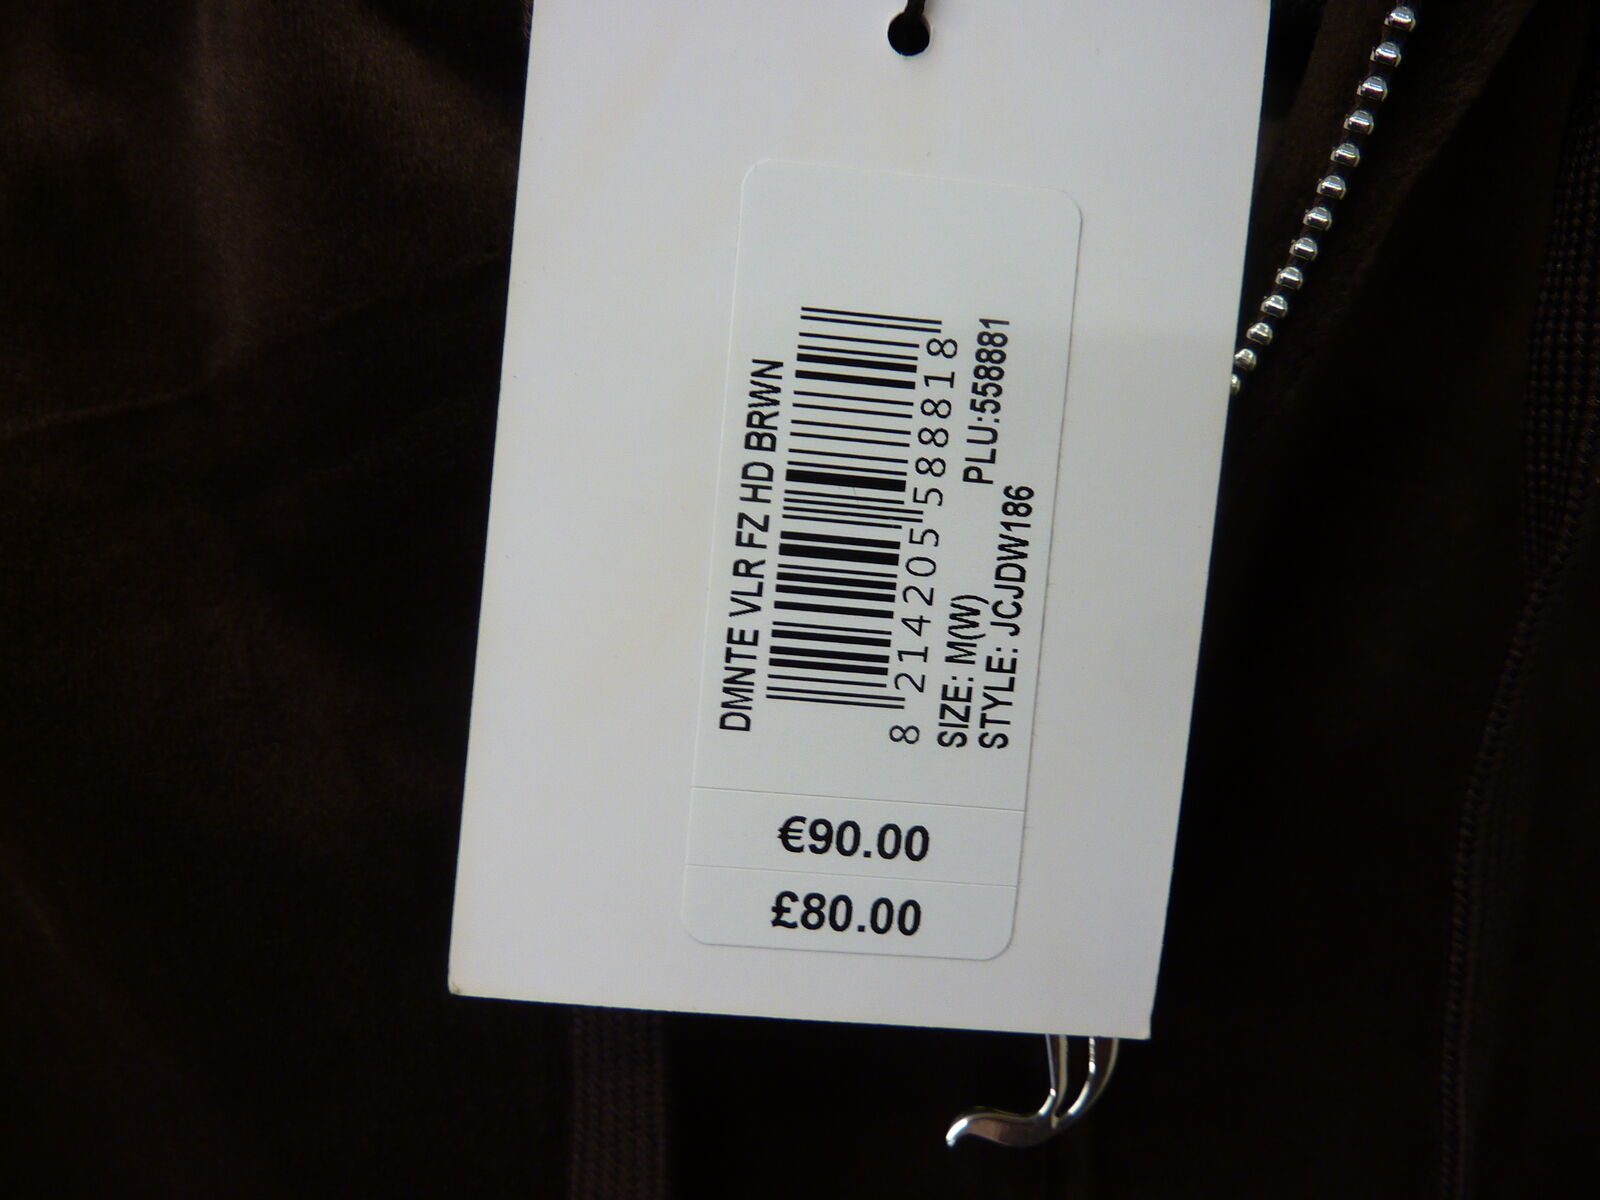 DMNTE VLR FZ HD BRWN
8 214205 588818
SIZE: M(W) PLU:558881
STYLE: JCJDW186
€90.00
£80.00